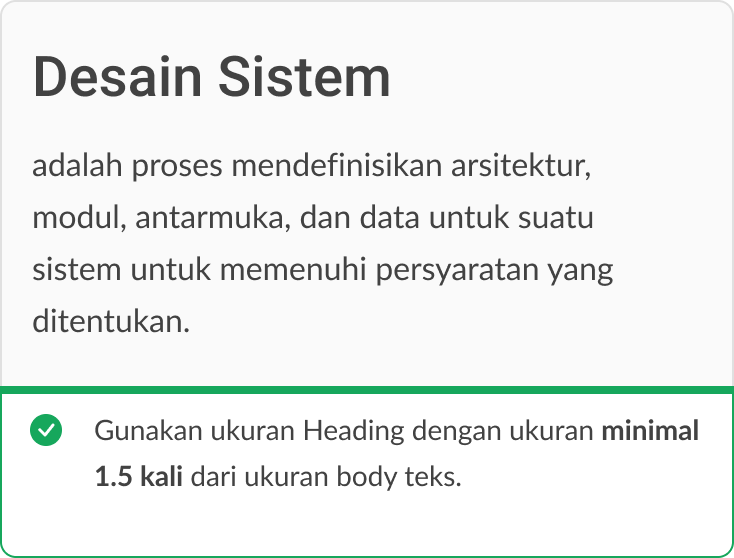 Desain Sistem
adalah proses mendefinisikan arsitektur,
modul, antarmuka, dan data untuk suatu
sistem untuk memenuhi persyaratan yang
ditentukan.
Gunakan ukuran Heading dengan ukuran minimal
1.5 kali dari ukuran body teks.